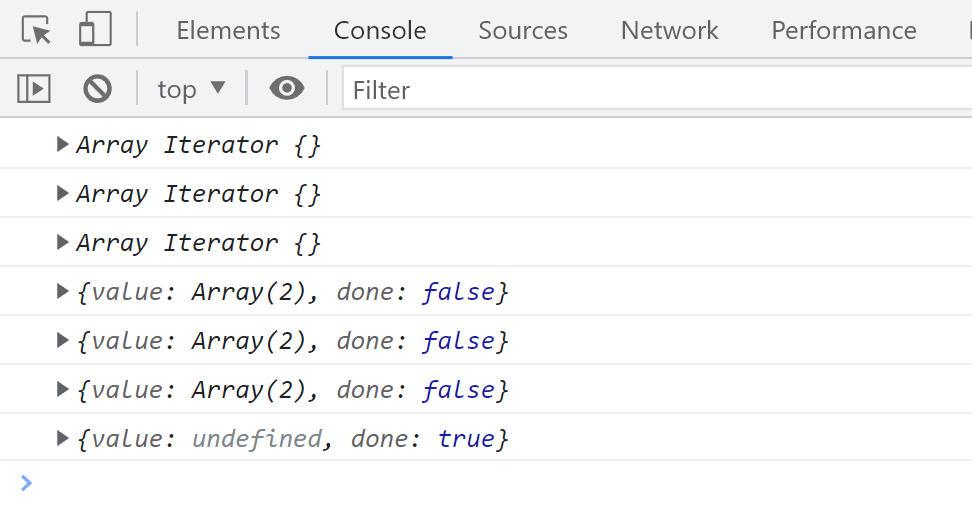 Elements Console Sources Network Performance
top Filter
Array Iterator {}
Array Iterator {}
Array Iterator {}
{value: Array(2), done: false}
{value: Array(2), done: false}
{value: Array(2), done: false}
{value: undefined, done: true}